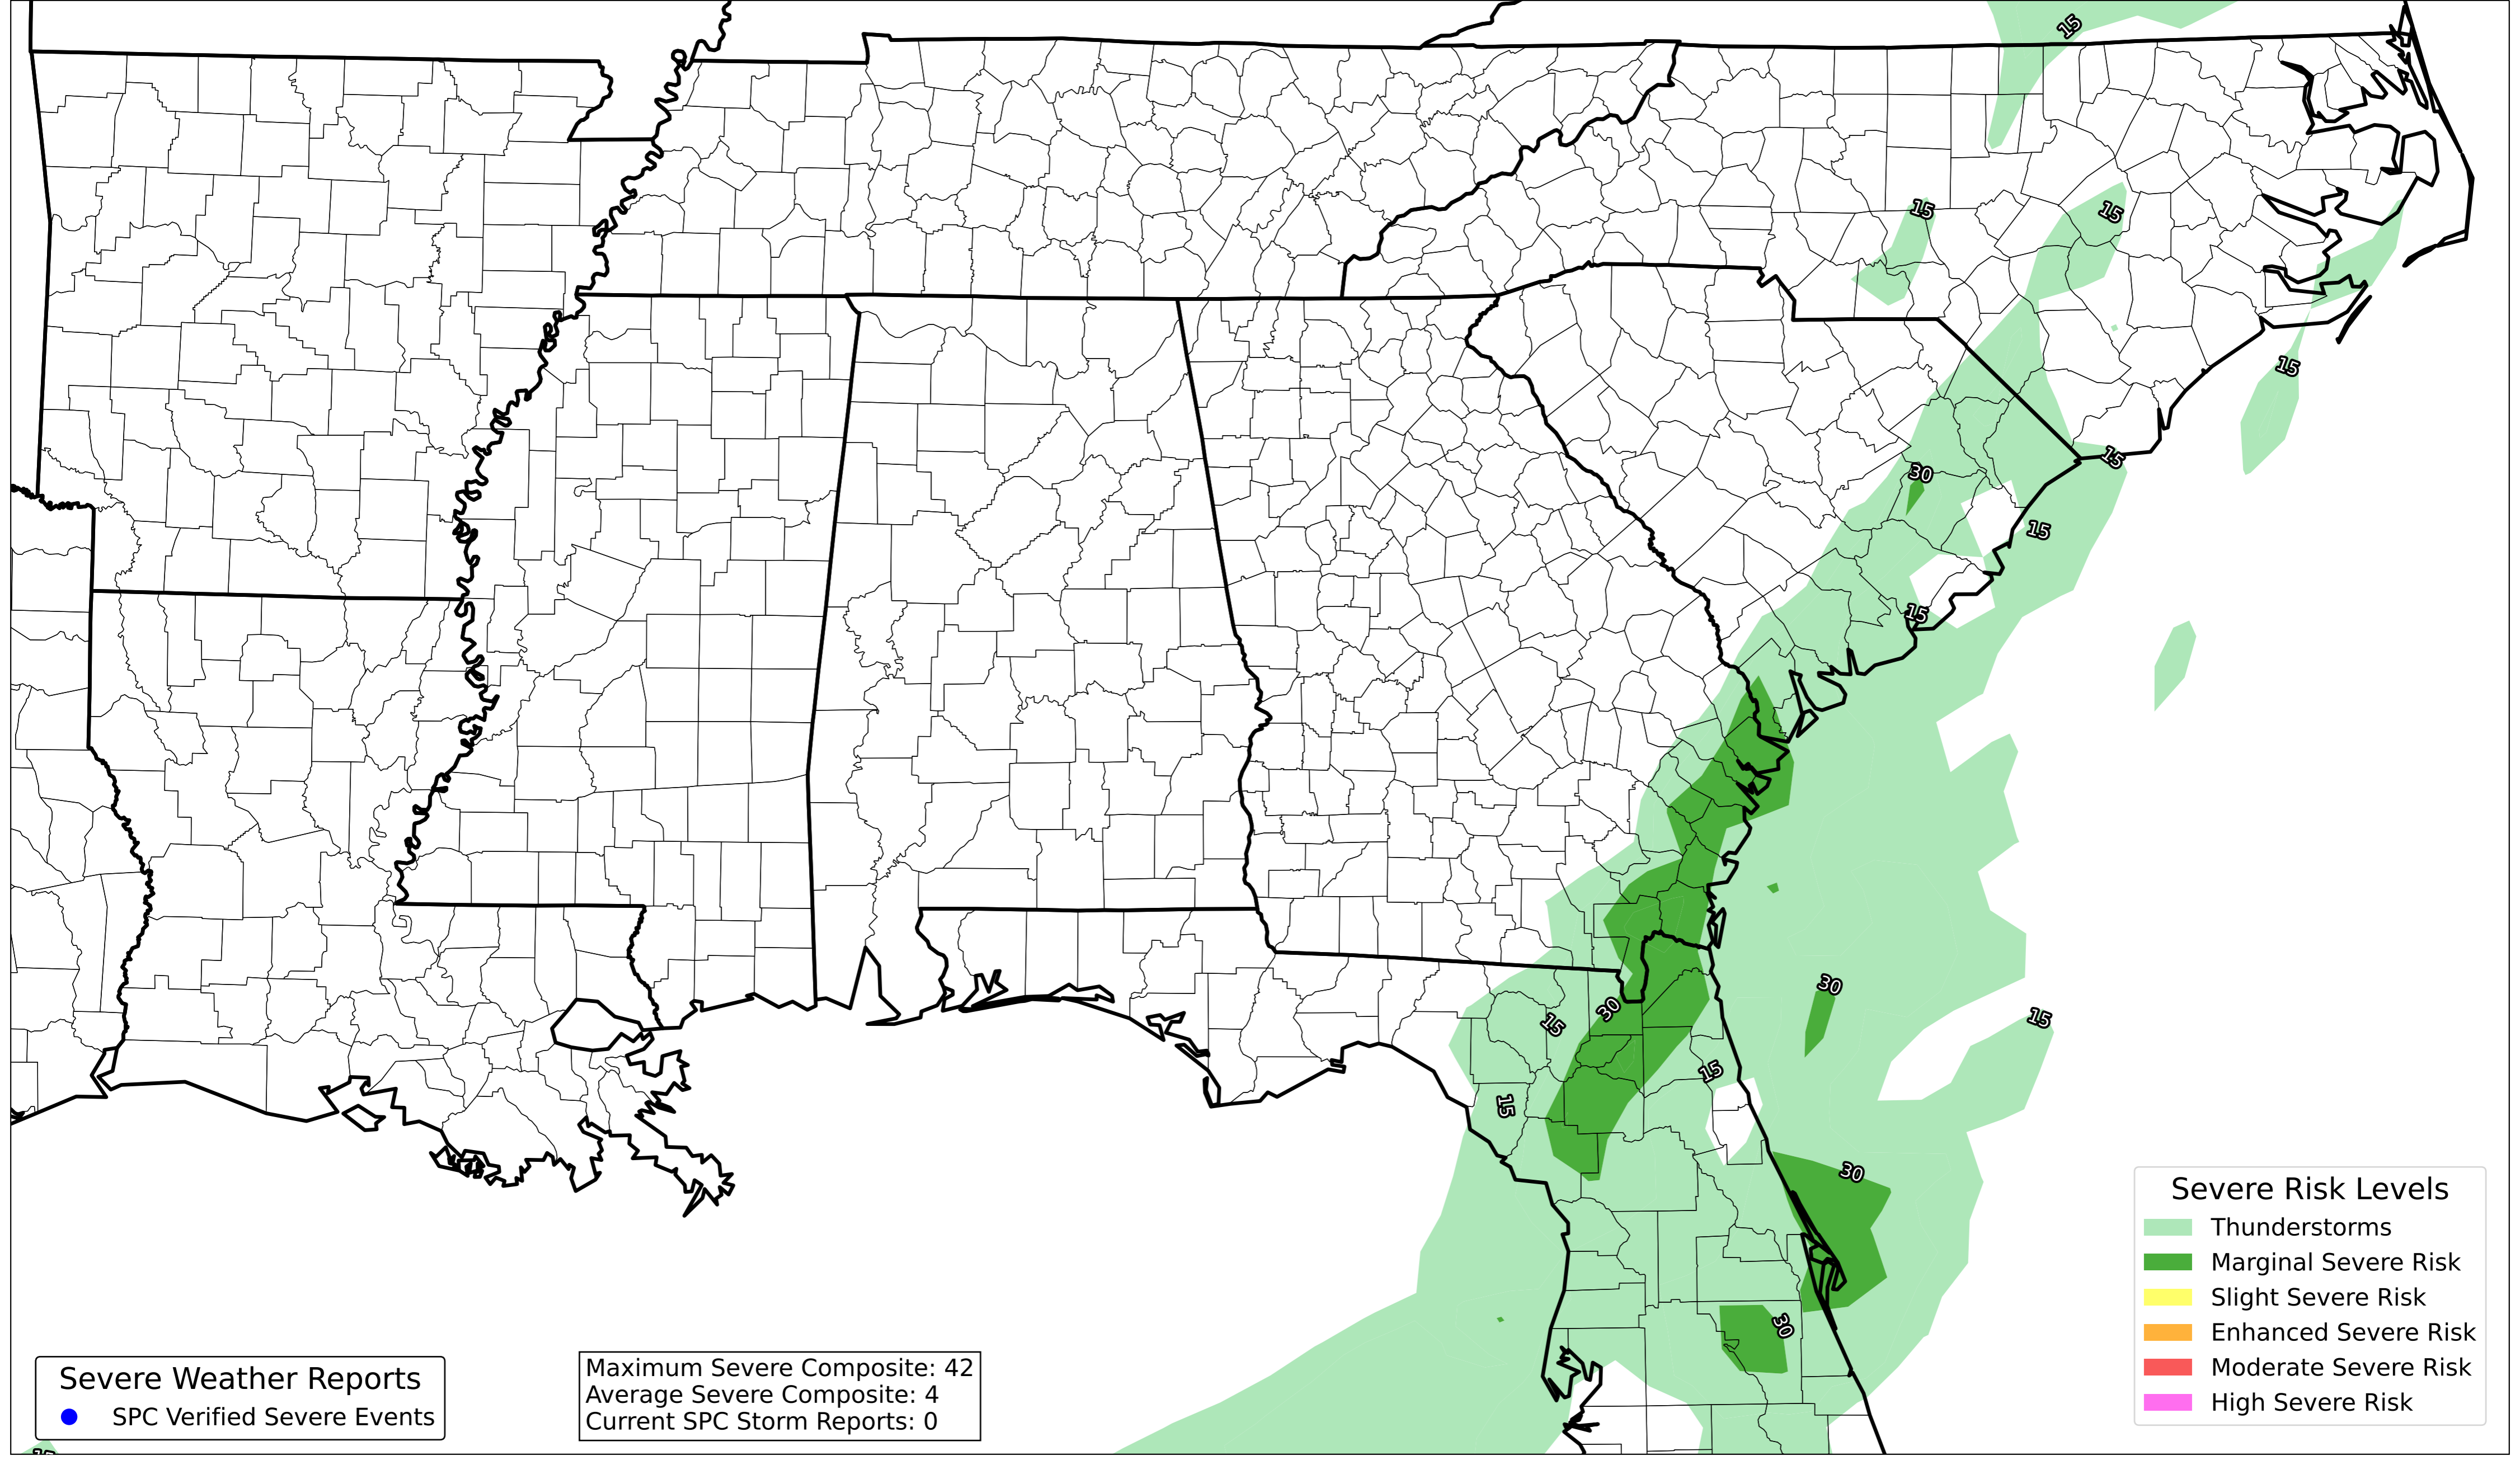 15
15
15
15
30
15
15
15
30
15
30
15
15
15
30
30
Severe Risk Levels
Thunderstorms
Marginal Severe Risk
Slight Severe Risk
Enhanced Severe Risk
Moderate Severe Risk
High Severe Risk
Maximum Severe Composite: 42
Average Severe Composite: 4
Current SPC Storm Reports: 0
Severe Weather Reports
SPC Verified Severe Events